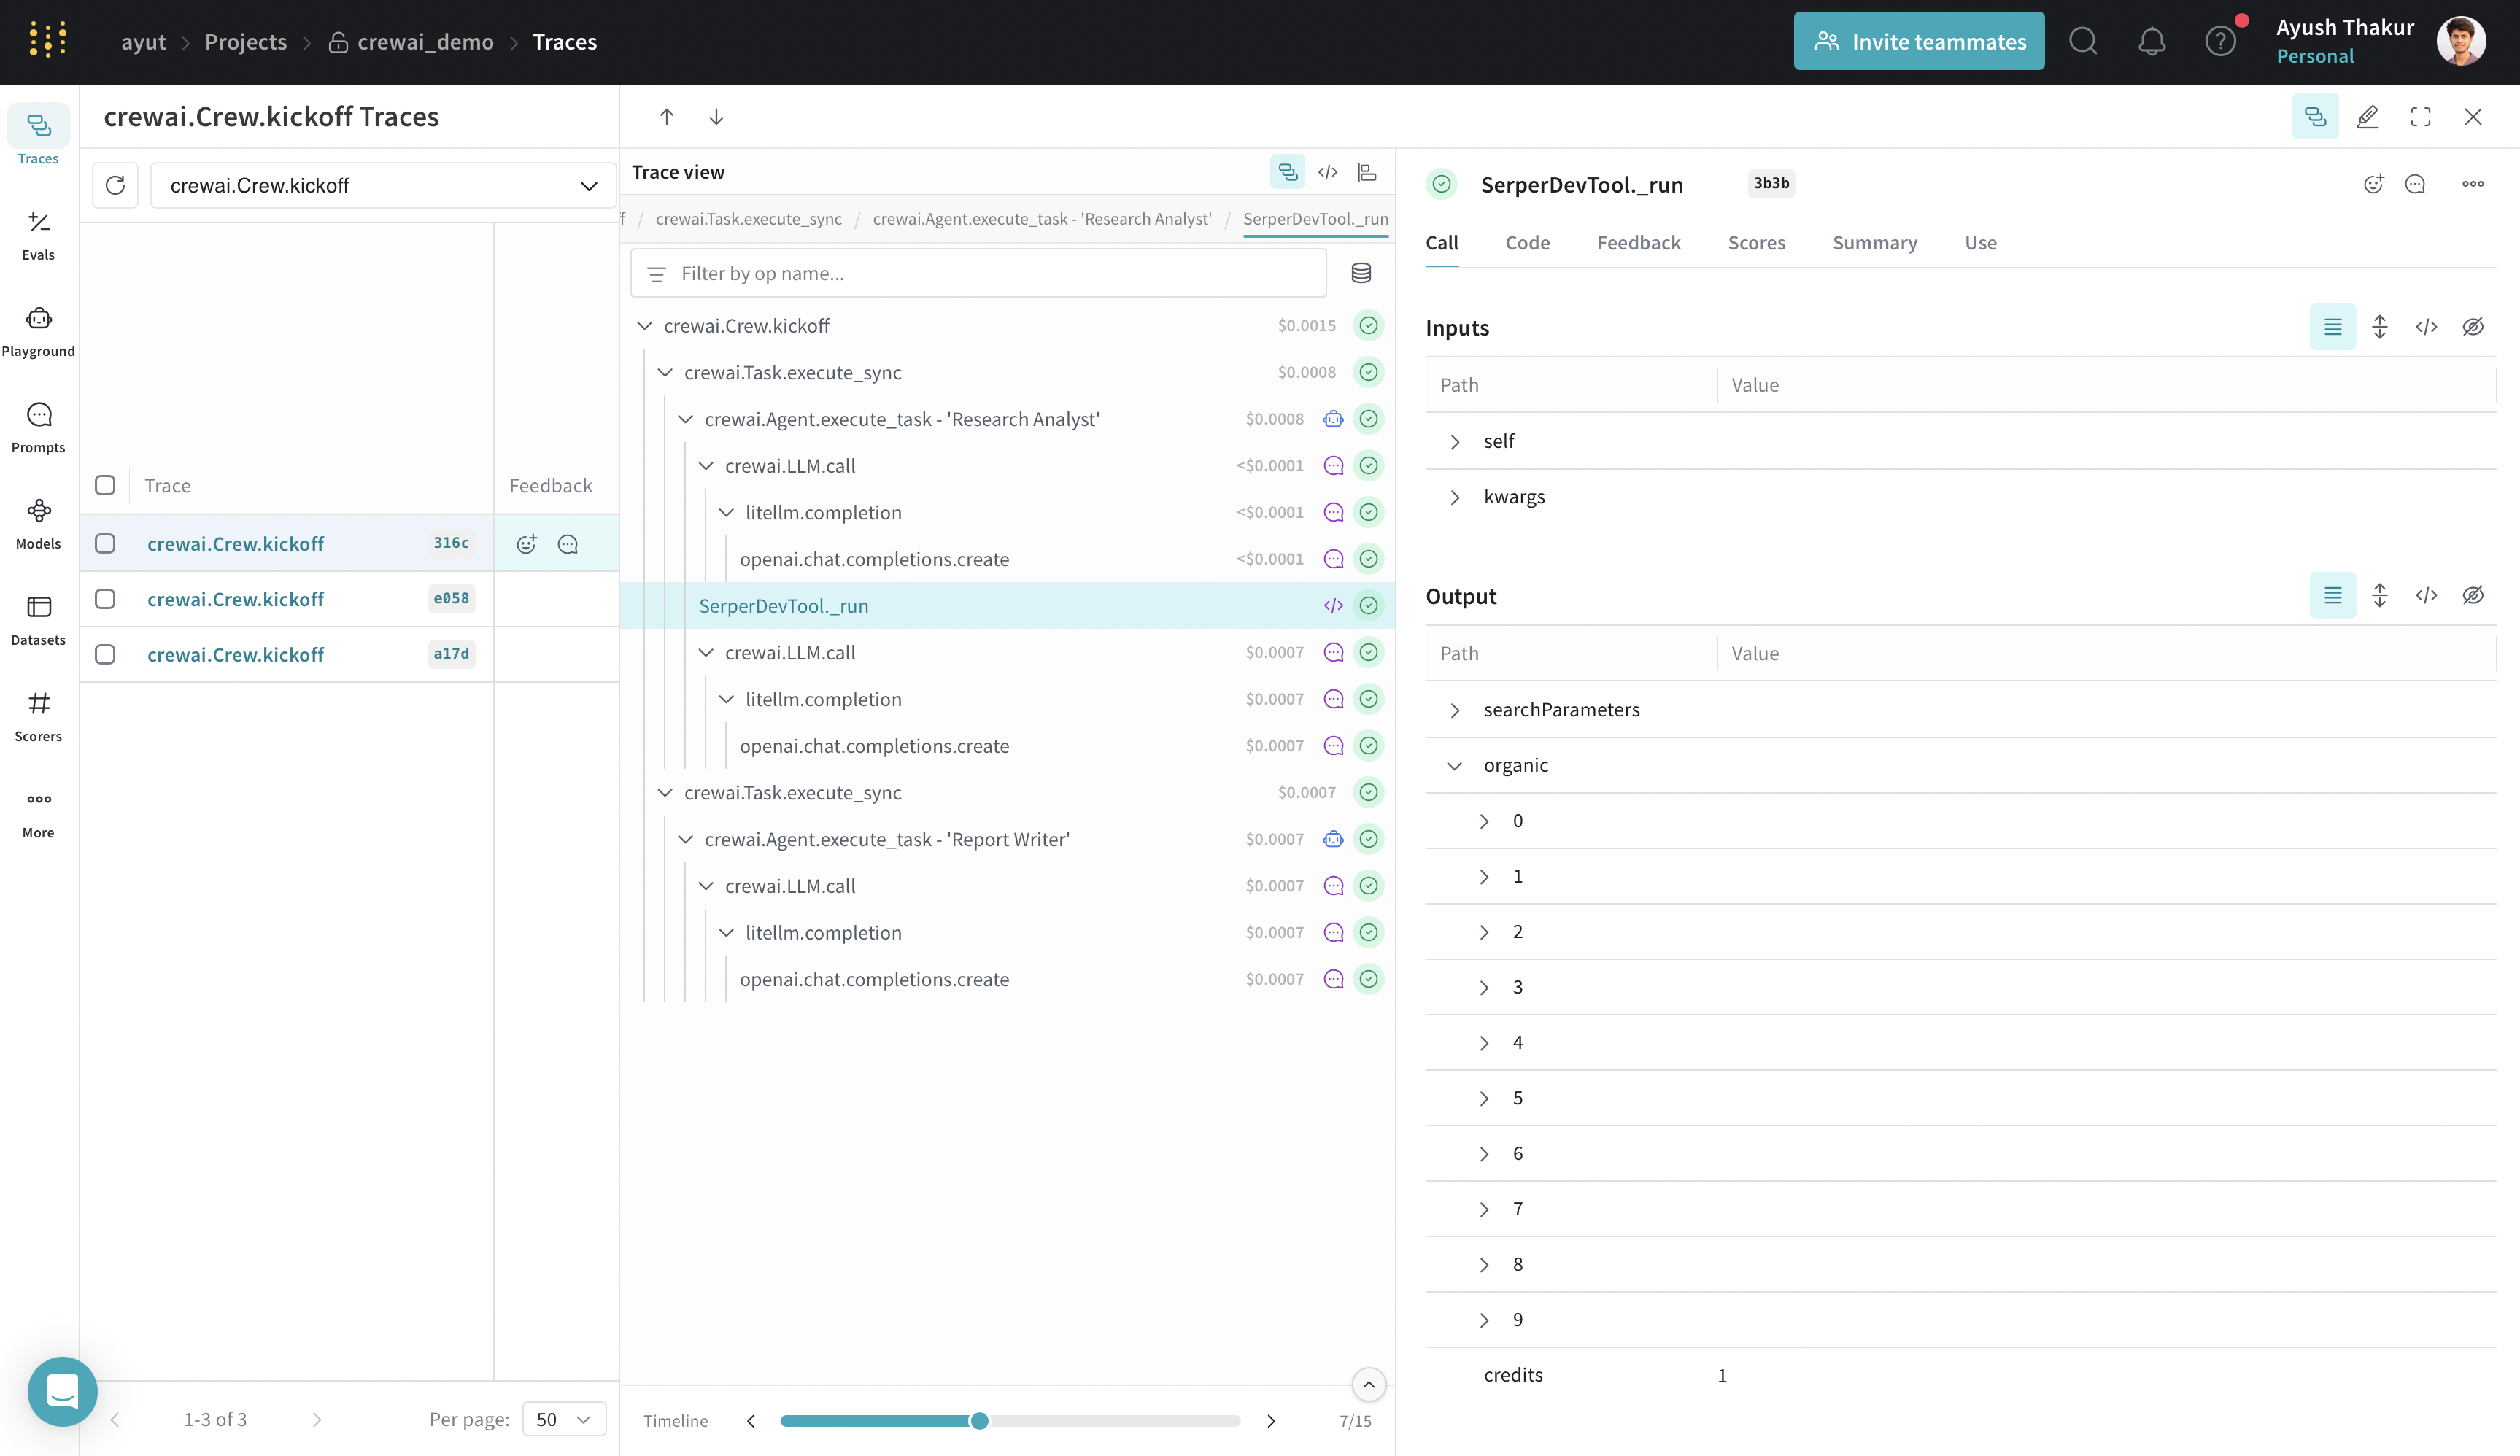 ayut
Projects
crewai_demo
Traces
Invite teammates
Ayush Thakur
Personal
Traces
Evals
Playground
Prompts
Models
Datasets
Scorers
More
crewai.Crew.kickoff Traces
crewai.Crew.kickoff
Trace Feedback
crewai.Crew.kickoff 316c
crewai.Crew.kickoff e058
crewai.Crew.kickoff a17d
1-3 of 3
Per page: 50
Trace view
f / crewai.Task.execute_sync / crewai.Agent.execute_task - 'Research Analyst' / SerperDevTool._run
Filter by op name...
crewai.Crew.kickoff $0.0015
crewai.Task.execute_sync $0.0008
crewai.Agent.execute_task - 'Research Analyst' $0.0008
crewai.LLM.call <$0.0001
litellm.completion <$0.0001
openai.chat.completions.create <$0.0001
SerperDevTool._run
crewai.LLM.call $0.0007
litellm.completion $0.0007
openai.chat.completions.create $0.0007
crewai.Task.execute_sync $0.0007
crewai.Agent.execute_task - 'Report Writer' $0.0007
crewai.LLM.call $0.0007
litellm.completion $0.0007
openai.chat.completions.create $0.0007
Timeline 7/15
SerperDevTool._run 3b3b
Call Code Feedback Scores Summary Use
Inputs
Path Value
self
kwargs
Output
Path Value
searchParameters
organic
0
1
2
3
4
5
6
7
8
9
credits 1